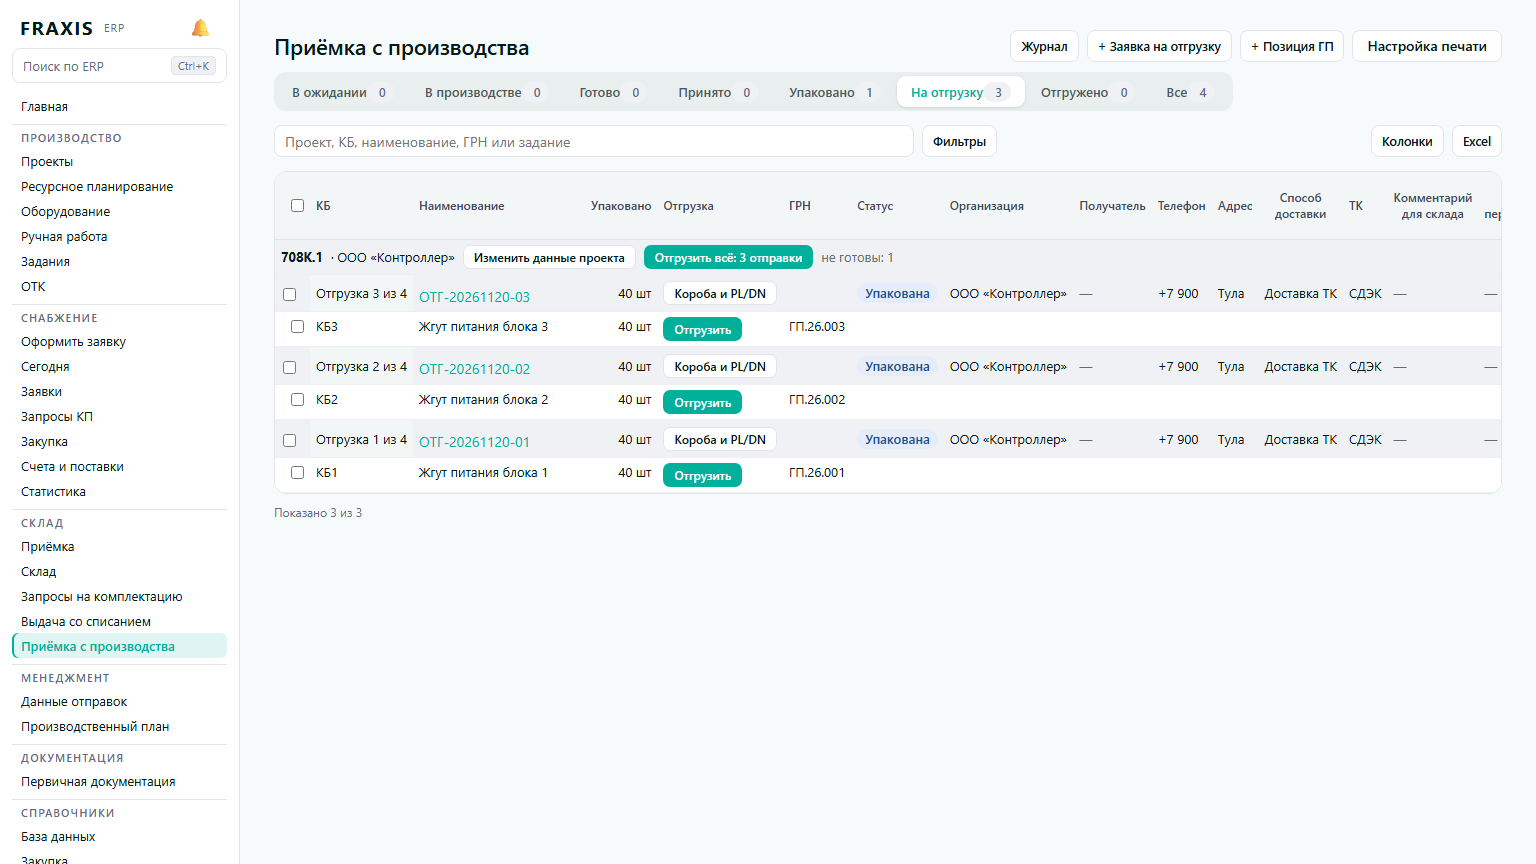 FRAXIS ERP
Поиск по ERP Ctrl+K
Главная
ПРОИЗВОДСТВО
Проекты
Ресурсное планирование
Оборудование
Ручная работа
Задания
ОТК
СНАБЖЕНИЕ
Оформить заявку
Сегодня
Заявки
Запросы КП
Закупка
Счета и поставки
Статистика
СКЛАД
Приёмка
Склад
Запросы на комплектацию
Выдача со списанием
Приёмка с производства
МЕНЕДЖМЕНТ
Данные отправок
Производственный план
ДОКУМЕНТАЦИЯ
Первичная документация
СПРАВОЧНИКИ
База данных
Закупка
Приёмка с производства
Журнал + Заявка на отгрузку + Позиция ГП Настройка печати
В ожидании 0 В производстве 0 Готово 0 Принято 0 Упаковано 1 На отгрузку 3 Отгружено 0 Все 4
Проект, КБ, наименование, ГРН или задание Фильтры Колонки Excel
КБ Наименование Упаковано Отгрузка ГРН Статус Организация Получатель Телефон Адрес Способ доставки ТК Комментарий для склада
708К.1 · ООО «Контроллер» Изменить данные проекта Отгрузить всё: 3 отправки не готовы: 1
Отгрузка 3 из 4 ОТГ-20261120-03 40 шт Короба и PL/DN Упакована ООО «Контроллер» — +7 900 Тула Доставка ТК СДЭК — —
КБ3 Жгут питания блока 3 40 шт Отгрузить ГП.26.003
Отгрузка 2 из 4 ОТГ-20261120-02 40 шт Короба и PL/DN Упакована ООО «Контроллер» — +7 900 Тула Доставка ТК СДЭК — —
КБ2 Жгут питания блока 2 40 шт Отгрузить ГП.26.002
Отгрузка 1 из 4 ОТГ-20261120-01 40 шт Короба и PL/DN Упакована ООО «Контроллер» — +7 900 Тула Доставка ТК СДЭК — —
КБ1 Жгут питания блока 1 40 шт Отгрузить ГП.26.001
Показано 3 из 3